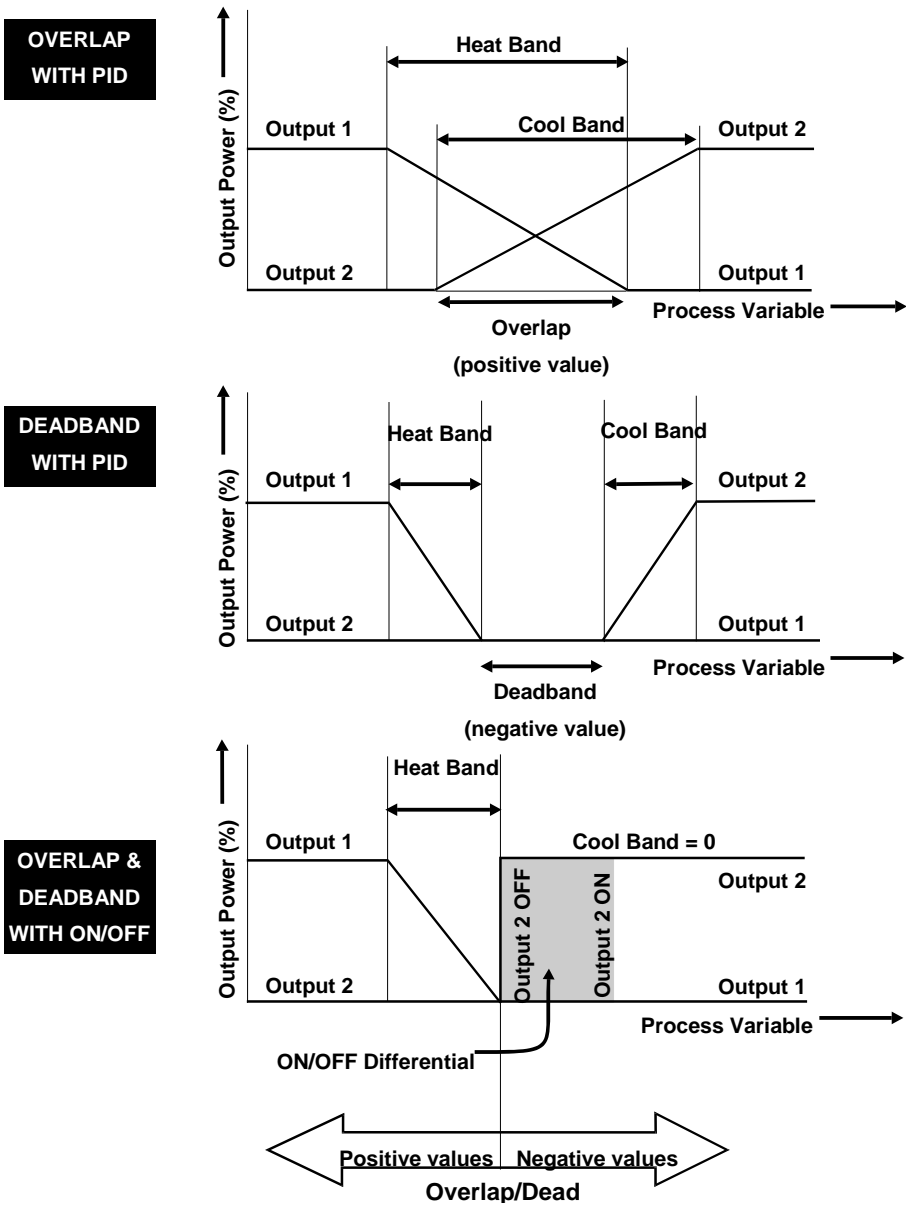 OVERLAP
WITH PID
Output Power (%)
Heat Band
Output 1
Cool Band
Output 2
Output 2
Output 1
Process Variable
Overlap
(positive value)
DEADBAND
WITH PID
Output Power (%)
Heat Band
Cool Band
Output 1
Output 2
Output 2
Output 1
Process Variable
Deadband
(negative value)
OVERLAP &
DEADBAND
WITH ON/OFF
Output Power (%)
Heat Band
Output 1
Cool Band = 0
Output 2
Output 2 OFF
Output 2 ON
Output 2
Output 1
Process Variable
ON/OFF Differential
Positive values
Negative values
Overlap/Dead